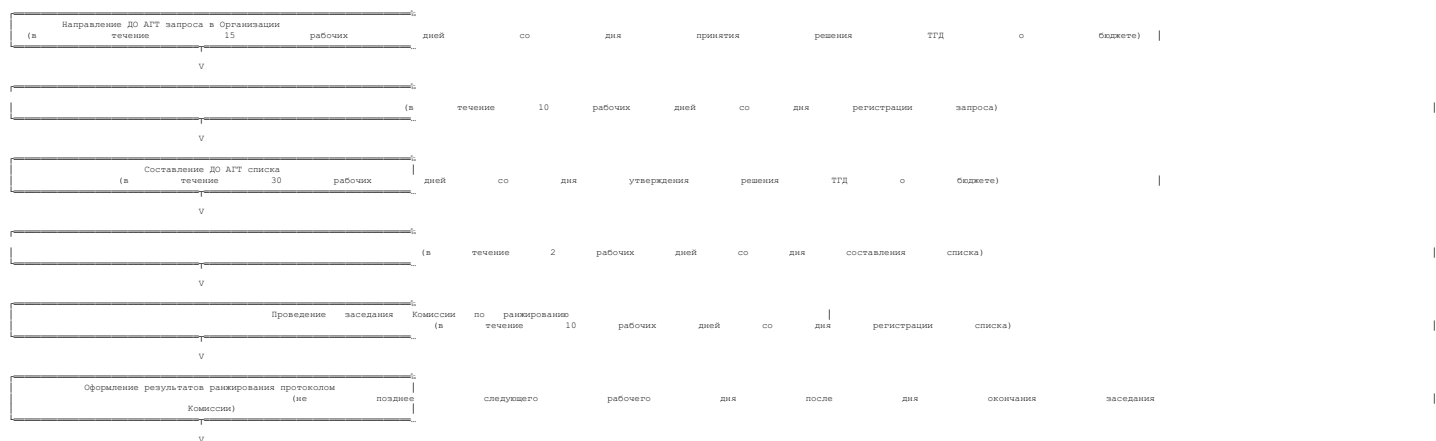 Направление ДО АГТ запроса в Организации
(в течение 15 рабочих дней со дня принятия решения ТГД о бюджете)
V
(в течение 10 рабочих дней со дня регистрации запроса)
V
Составление ДО АГТ списка
(в течение 30 рабочих дней со дня утверждения решения ТГД о бюджете)
V
(в течение 2 рабочих дней со дня составления списка)
V
Проведение заседания Комиссии по ранжированию
(в течение 10 рабочих дней со дня регистрации списка)
V
Оформление результатов ранжирования протоколом
(не позднее следующего рабочего дня после дня окончания заседания
Комиссии)
V